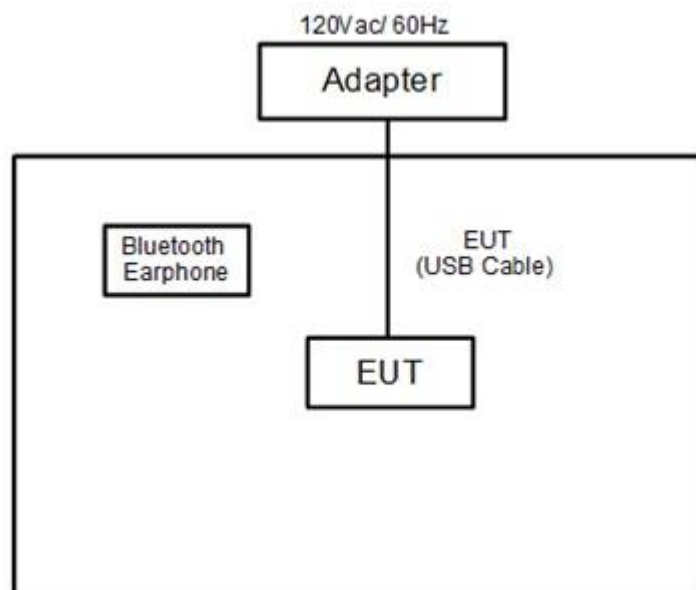 120Vac/ 60Hz
Adapter
Bluetooth
Earphone
EUT
(USB Cable)
EUT